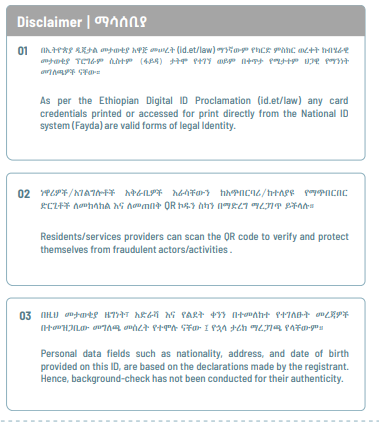 Disclaimer | ማሳሰቢያ
01 በኢትዮጵያ ዲጂታል መታወቂያ አዋጅ መሠረት (id.et/law) ማንኛውም የካርድ ምስክር ወረቀት ከብሄራዊ
መታወቂያ ፕሮግራም ሲስተም (ፋይዳ) ታትሞ የተገኘ ወይም በቀጥታ የሚታተም ህጋዊ የማንነት
መግለጫዎች ናቸው።
As per the Ethiopian Digital ID Proclamation (id.et/law) any card
credentials printed or accessed for print directly from the National ID
system (Fayda) are valid forms of legal Identity.
02 ነዋሪዎች/አገልግሎቶች አቅራቢዎች እራሳቸውን ከአጭበርባሪ/ከተለያዩ የማጭበርበር
ድርጊቶች ለመከላከል እና ለመጠበቅ QR ኮዱን ስካን በማድረግ ማረጋገጥ ይችላሉ።
Residents/services providers can scan the QR code to verify and protect
themselves from fraudulent actors/activities .
03 በዚህ መታወቂያ ዜግነት፣ አድራሻ እና የልደት ቀንን በተመለከተ የተገለፁት መረጃዎች
በተመዝጋቢው መግለጫ መሰረት የተሞሉ ናቸው ፤ የኋላ ታሪክ ማረጋገጫ የላቸውም።
Personal data fields such as nationality, address, and date of birth
provided on this ID, are based on the declarations made by the registrant.
Hence, background-check has not been conducted for their authenticity.